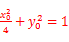 x₀²/4 + y₀² = 1